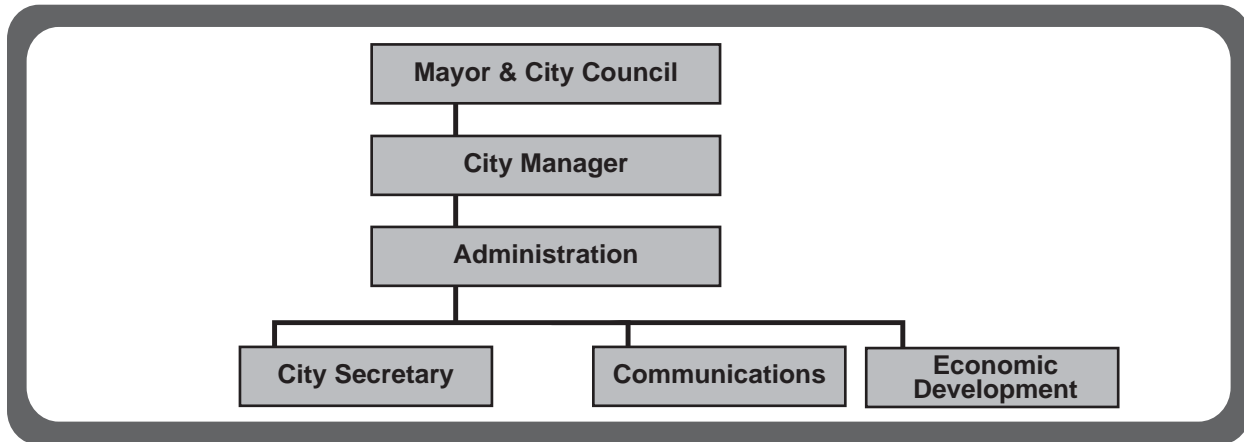 Mayor & City Council
City Manager
Administration
City Secretary
Communications
Economic
Development